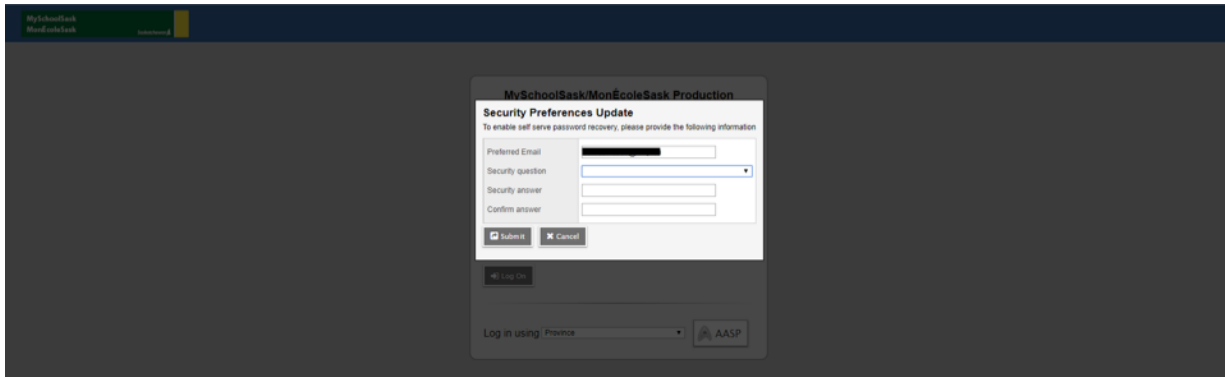 MySchoolSask
MonÉcoleSask
MySchoolSask/MonÉcoleSask Production
Security Preferences Update
To enable self serve password recovery, please provide the following information
Preferred Email
Security question
Security answer
Confirm answer
Submit Cancel
Log On
Log in using Province AASP